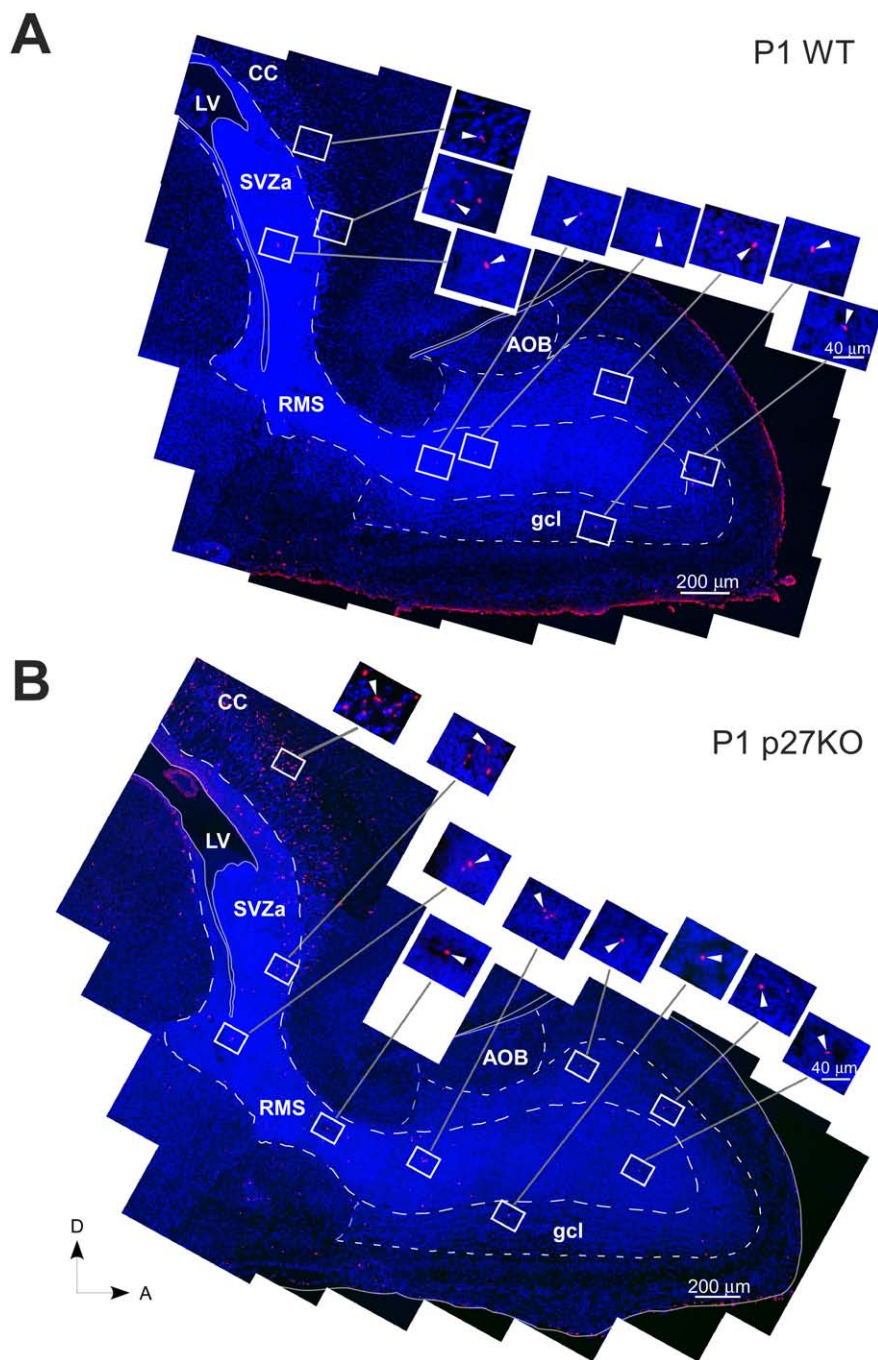 A
P1 WT
CC
LV
SVZa
AOB
40 μm
RMS
gcl
200 μm
B
P1 p27KO
CC
LV
SVZa
AOB
40 μm
RMS
gcl
D
A
200 μm